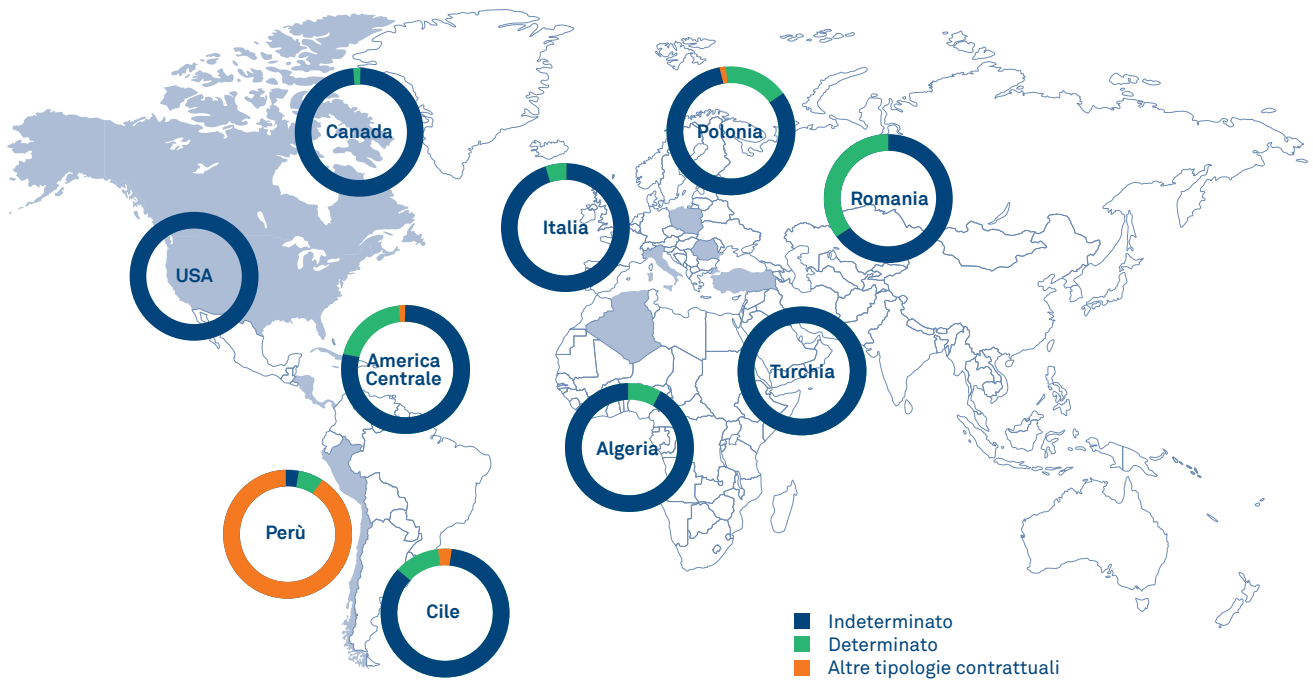 Canada
Polonia
Romania
Italia
USA
America
Centrale
Turchia
Algeria
Perù
Cile
Indeterminato
Determinato
Altre tipologie contrattuali